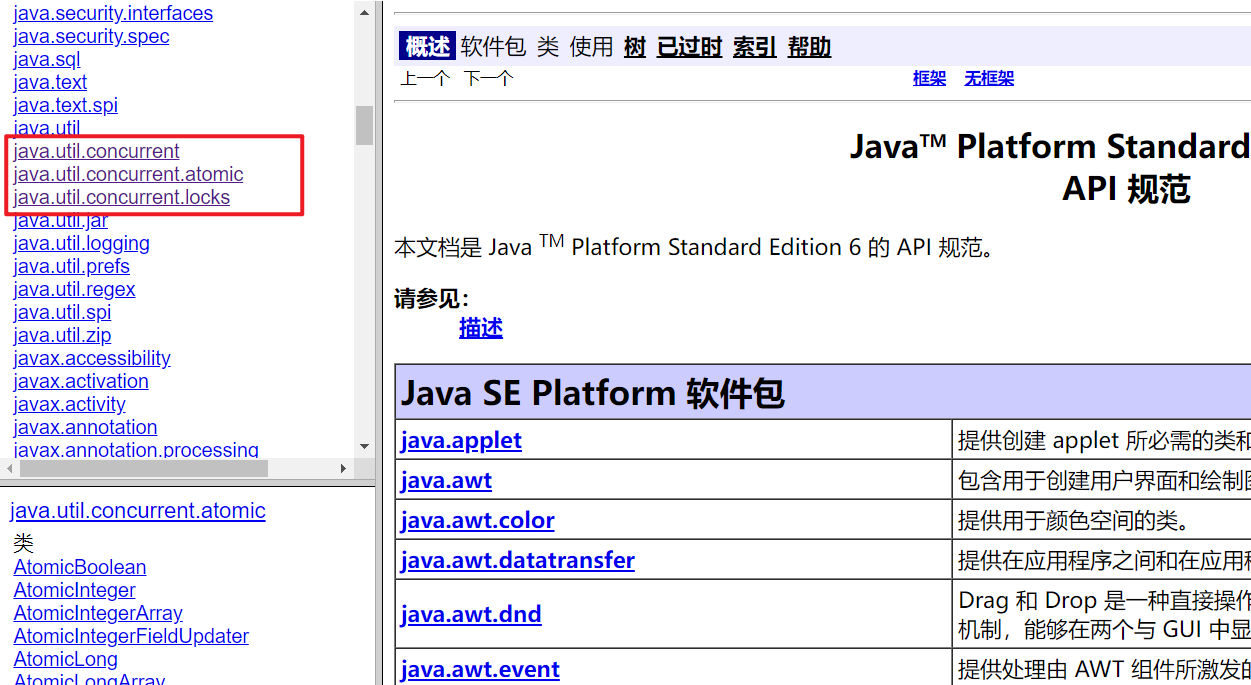 java.security.interfaces
java.security.spec
java.sql
java.text
java.text.spi
java.util
java.util.concurrent
java.util.concurrent.atomic
java.util.concurrent.locks
java.util.jar
java.util.logging
java.util.prefs
java.util.regex
java.util.spi
java.util.zip
javax.accessibility
javax.activation
javax.activity
javax.annotation
javax.annotation.processing
java.util.concurrent.atomic
类
AtomicBoolean
AtomicInteger
AtomicIntegerArray
AtomicIntegerFieldUpdater
AtomicLong
AtomicLongArray
概述 软件包 类 使用 树 已过时 索引 帮助
上一个 下一个 框架 无框架
Java™ Platform Standard
API 规范
本文档是 Java TM Platform Standard Edition 6 的 API 规范。
请参见：
描述
Java SE Platform 软件包
java.applet 提供创建 applet 所必需的类和
java.awt 包含用于创建用户界面和绘制
java.awt.color 提供用于颜色空间的类。
java.awt.datatransfer 提供在应用程序之间和在应用
java.awt.dnd Drag 和 Drop 是一种直接操作
机制，能够在两个与 GUI 中显
java.awt.event 提供处理由 AWT 组件所激发的